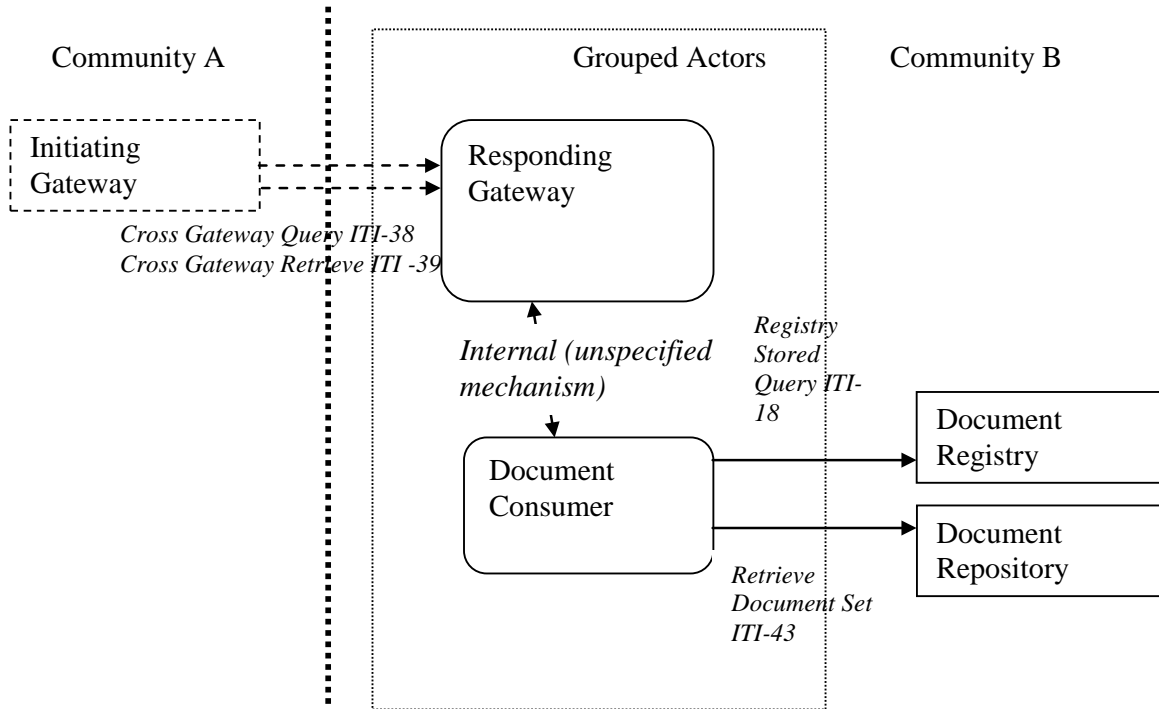 Community A
Grouped Actors
Community B
Initiating
Gateway
Responding
Gateway
Cross Gateway Query ITI-38
Cross Gateway Retrieve ITI -39
Internal (unspecified
mechanism)
Registry
Stored
Query ITI-
18
Document
Consumer
Document
Registry
Document
Repository
Retrieve
Document Set
ITI-43